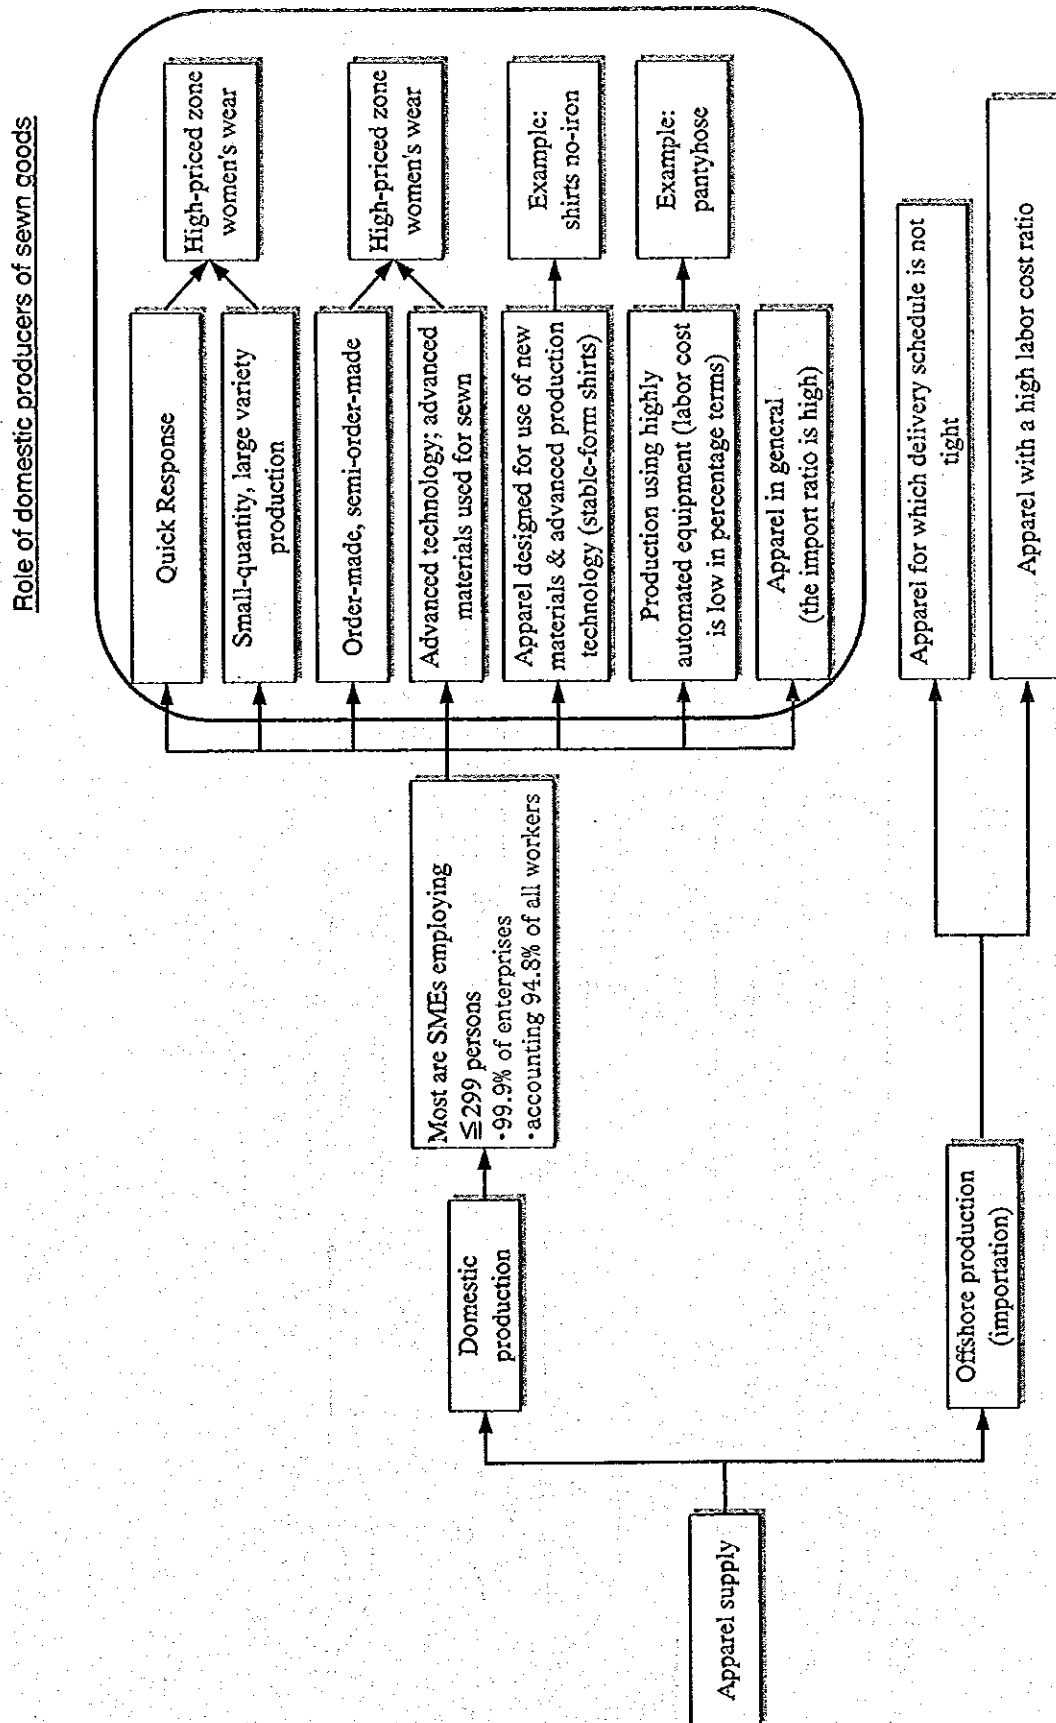 Role of domestic producers of sewn goods
Apparel supply
Domestic
production
Most are SMEs employing
≦299 persons
・99.9% of enterprises
・accounting 94.8% of all workers
Quick Response
Small-quantity, large variety
production
High-priced zone
women's wear
Order-made, semi-order-made
Advanced technology; advanced
materials used for sewn
High-priced zone
women's wear
Apparel designed for use of new
materials & advanced production
technology (stable-form shirts)
Example:
shirts no-iron
Production using highly
automated equipment (labor cost
is low in percentage terms)
Example:
pantyhose
Apparel in general
(the import ratio is high)
Offshore production
(importation)
Apparel for which delivery schedule is not
tight
Apparel with a high labor cost ratio